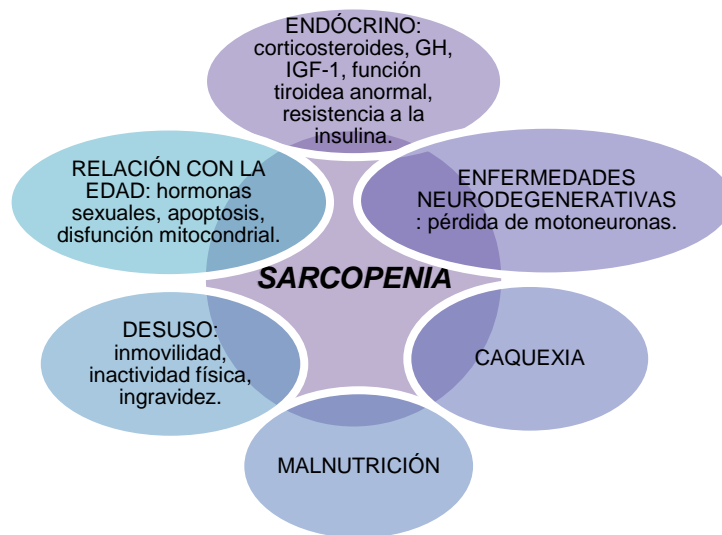 ENDÓCRINO:
corticosteroides, GH,
IGF-1, función
tiroidea anormal,
resistencia a la
insulina.
RELACIÓN CON LA
EDAD: hormonas
sexuales, apoptosis,
disfunción mitocondrial.
ENFERMEDADES
NEURODEGENERATIVAS
: pérdida de motoneuronas.
SARCOPENIA
DESUSO:
inmovilidad,
inactividad física,
ingravidez.
CAQUEXIA
MALNUTRICIÓN